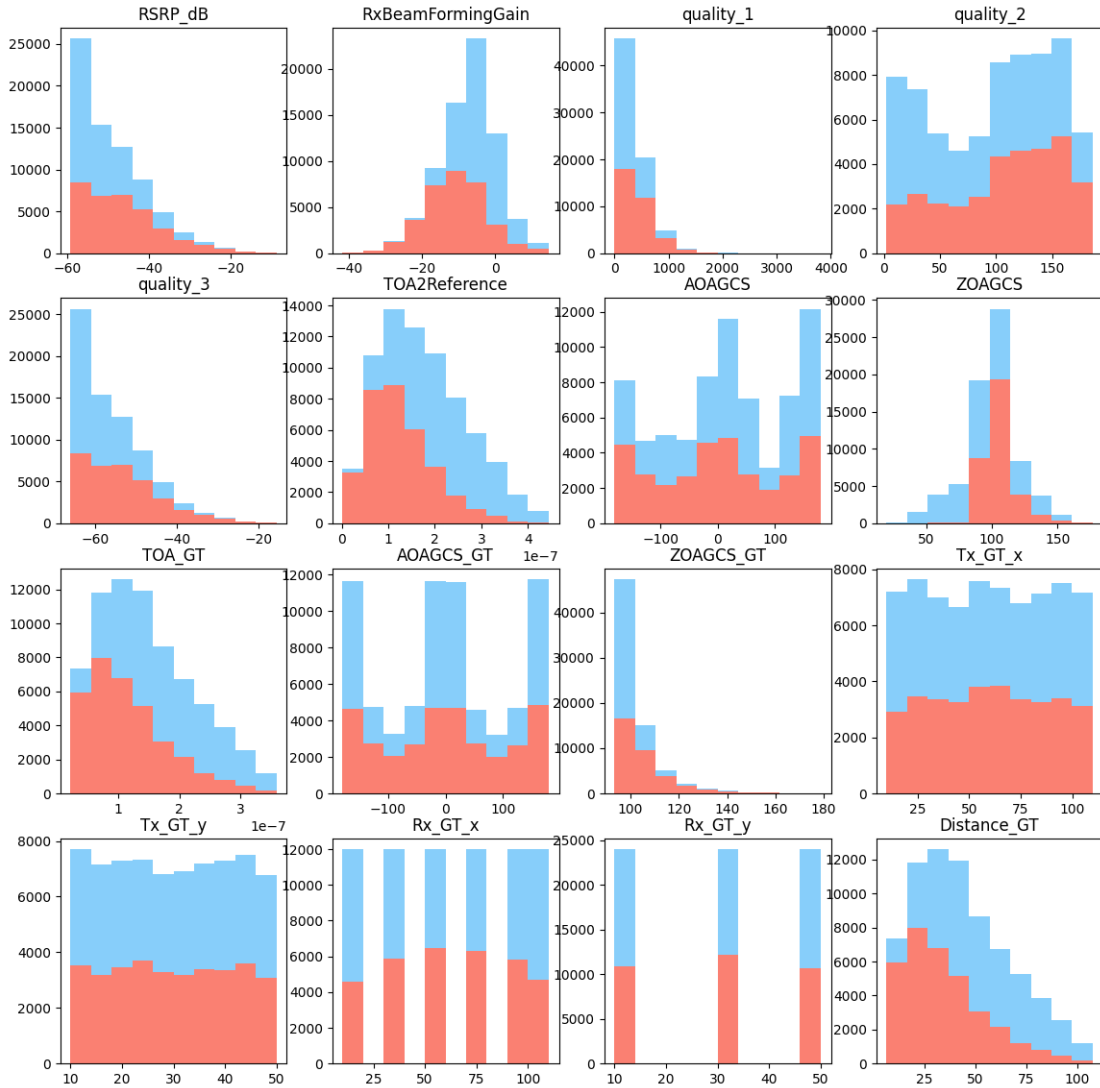 RSRP_dB RxBeamFormingGain quality_1 quality_2
25000 20000 15000 10000 5000 0
−60 −40 −20
20000 15000 10000 5000 0
−40 −20 0
40000 30000 20000 10000 0
0 1000 2000 3000 4000
10000 8000 6000 4000 2000 0
0 50 100 150
quality_3 TOA2Reference AOAGCS ZOAGCS
25000 20000 15000 10000 5000 0
−60 −40 −20
14000 12000 10000 8000 6000 4000 2000 0
0 1 2 3 4
1e−7
12000 10000 8000 6000 4000 2000 0
−100 0 100
30000 25000 20000 15000 10000 5000 0
50 100 150
TOA_GT AOAGCS_GT ZOAGCS_GT Tx_GT_x
12000 10000 8000 6000 4000 2000 0
1 2 3
1e−7
12000 10000 8000 6000 4000 2000 0
−100 0 100
40000 30000 20000 10000 0
100 120 140 160 180
8000 6000 4000 2000 0
25 50 75 100
Tx_GT_y Rx_GT_x Rx_GT_y Distance_GT
8000 6000 4000 2000 0
10 20 30 40 50
12000 10000 8000 6000 4000 2000 0
25 50 75 100
25000 20000 15000 10000 5000 0
10 20 30 40 50
12000 10000 8000 6000 4000 2000 0
25 50 75 100